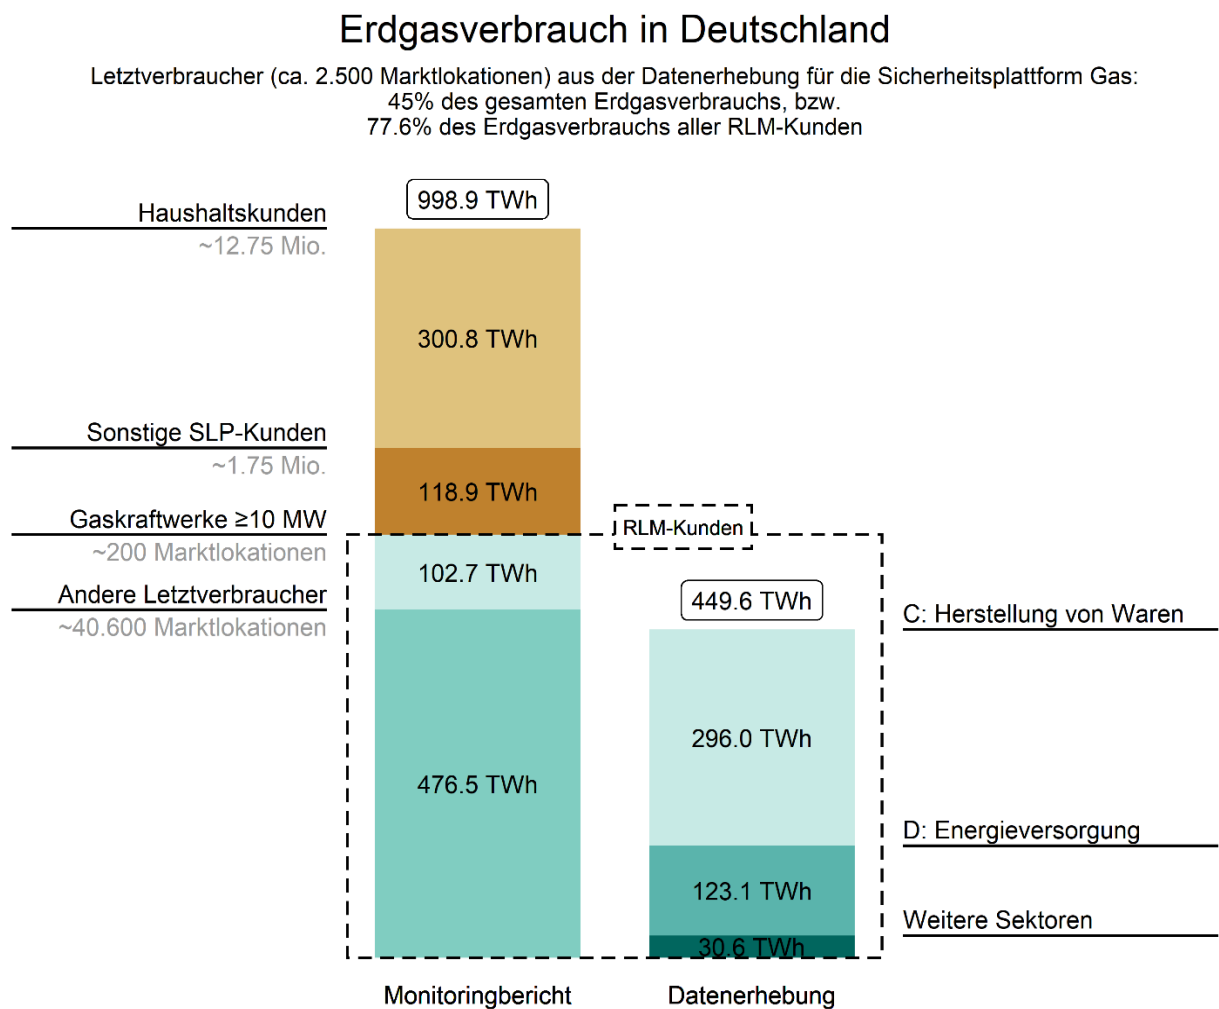 Erdgasverbrauch in Deutschland
Letztverbraucher (ca. 2.500 Marktlokationen) aus der Datenerhebung für die Sicherheitsplattform Gas:
45% des gesamten Erdgasverbrauchs, bzw.
77.6% des Erdgasverbrauchs aller RLM-Kunden
998.9 TWh
Haushaltskunden
~12.75 Mio.
300.8 TWh
Sonstige SLP-Kunden
~1.75 Mio.
118.9 TWh
Gaskraftwerke ≥10 MW
~200 Marktlokationen
RLM-Kunden
102.7 TWh
Andere Letztverbraucher
~40.600 Marktlokationen
449.6 TWh
C: Herstellung von Waren
296.0 TWh
476.5 TWh
D: Energieversorgung
123.1 TWh
Weitere Sektoren
30.6 TWh
Monitoringbericht
Datenerhebung